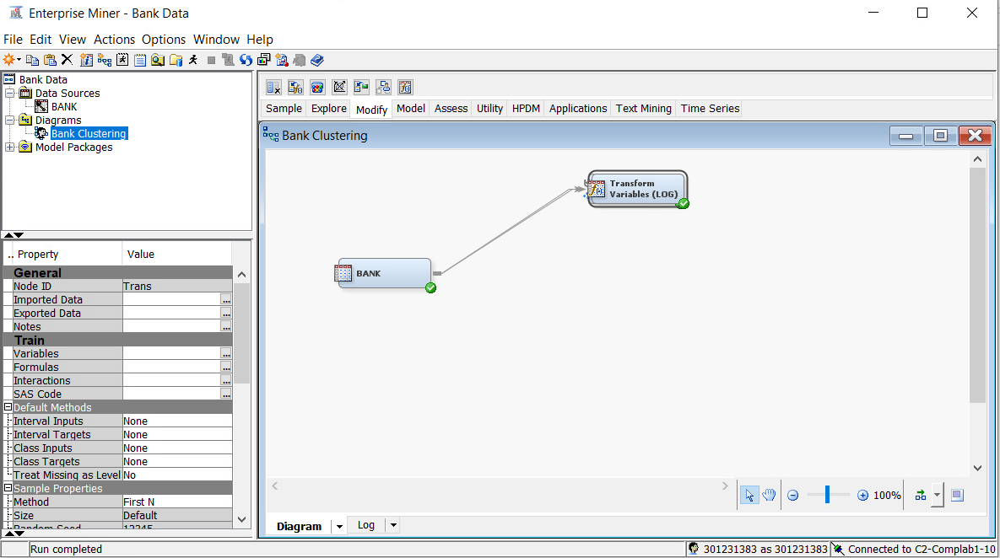 Enterprise Miner - Bank Data
File Edit View Actions Options Window Help
Bank Data
Data Sources
BANK
Diagrams
Bank Clustering
Model Packages
.. Property Value
General
Node ID Trans
Imported Data ...
Exported Data ...
Notes ...
Train
Variables ...
Formulas ...
Interactions ...
SAS Code ...
Default Methods
Interval Inputs None
Interval Targets None
Class Inputs None
Class Targets None
Treat Missing as Level No
Sample Properties
Method First N
Size Default
Random Seed 12345
Sample Explore Modify Model Assess Utility HPDM Applications Text Mining Time Series
Bank Clustering
Transform
Variables (LOG)
BANK
100%
Diagram Log
Run completed
301231383 as 301231383 Connected to C2-Complab1-10